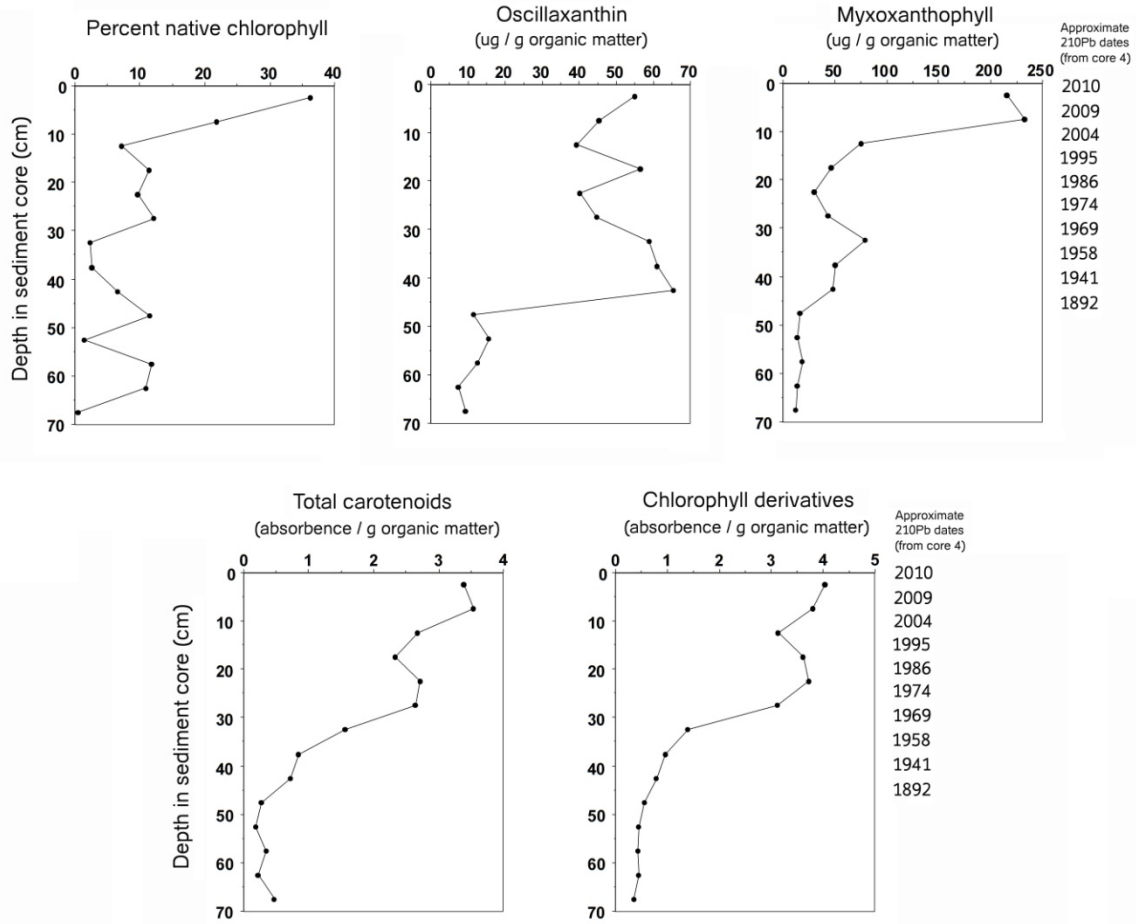 Percent native chlorophyll
0 10 20 30 40
0
10
20
30
40
50
60
70
Depth in sediment core (cm)
Oscillaxanthin
(ug / g organic matter)
0 10 20 30 40 50 60 70
0
10
20
30
40
50
60
70
Myxoxanthophyll
(ug / g organic matter)
0 50 100 150 200 250
0
10
20
30
40
50
60
70
Approximate
210Pb dates
(from core 4)
2010
2009
2004
1995
1986
1974
1969
1958
1941
1892
Total carotenoids
(absorbence / g organic matter)
0 1 2 3 4
0
10
20
30
40
50
60
70
Depth in sediment core (cm)
Chlorophyll derivatives
(absorbence / g organic matter)
0 1 2 3 4 5
0
10
20
30
40
50
60
70
Approximate
210Pb dates
(from core 4)
2010
2009
2004
1995
1986
1974
1969
1958
1941
1892